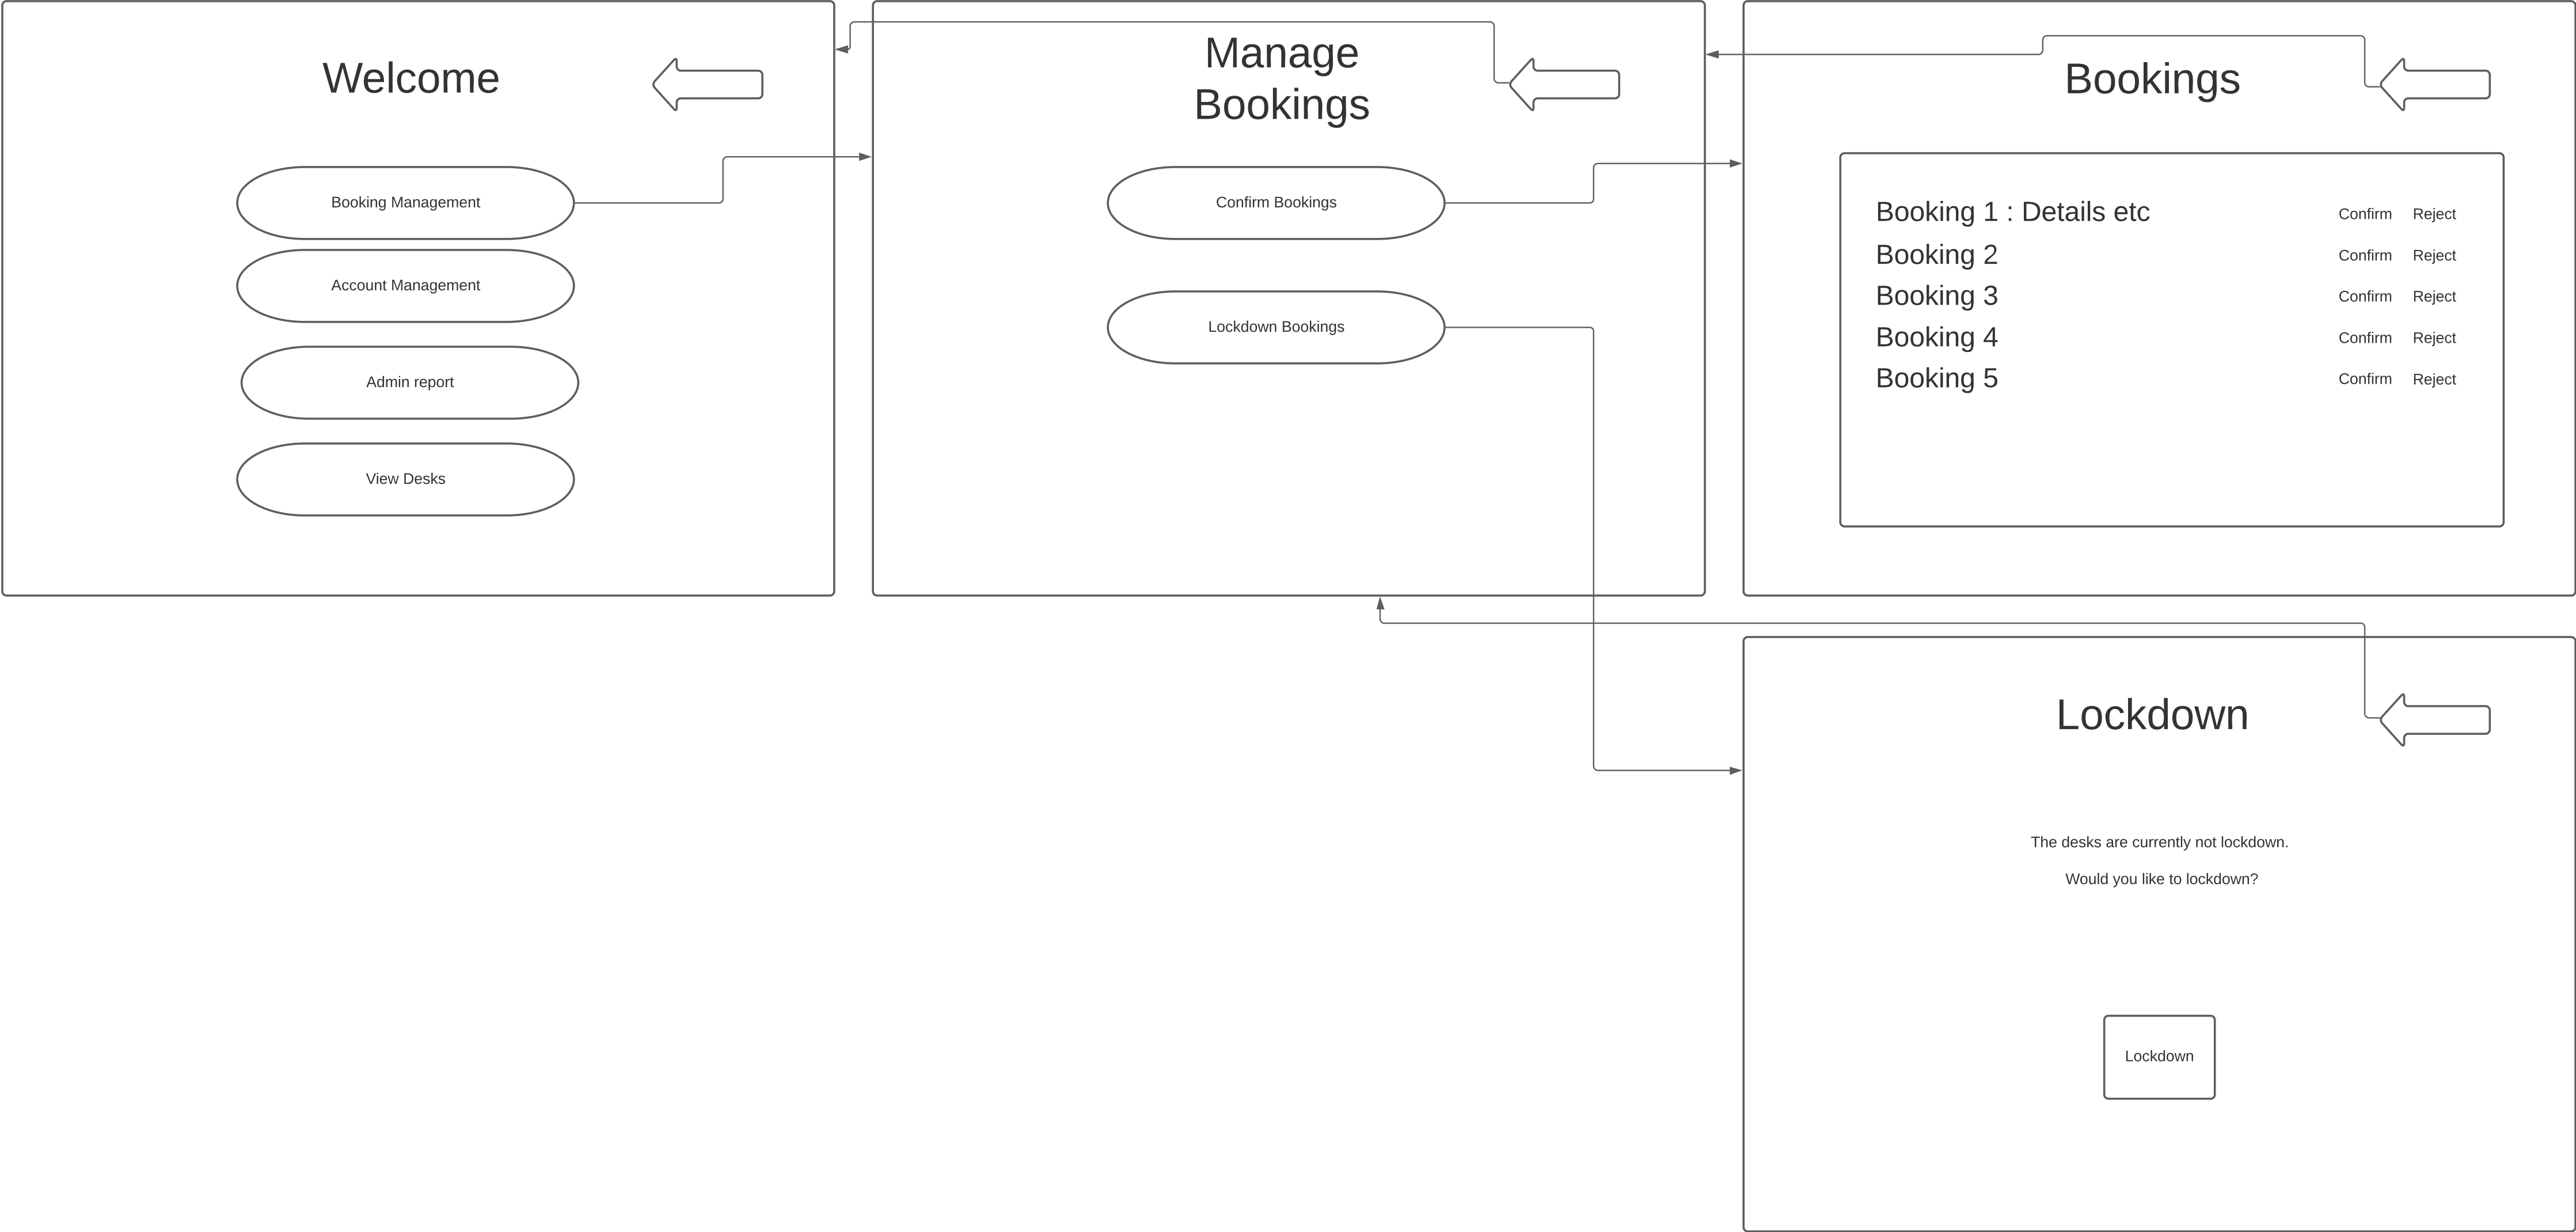 Welcome
Booking Management
Account Management
Admin report
View Desks
Manage
Bookings
Confirm Bookings
Lockdown Bookings
Bookings
Booking 1 : Details etc Confirm Reject
Booking 2 Confirm Reject
Booking 3 Confirm Reject
Booking 4 Confirm Reject
Booking 5 Confirm Reject
Lockdown
The desks are currently not lockdown.
Would you like to lockdown?
Lockdown